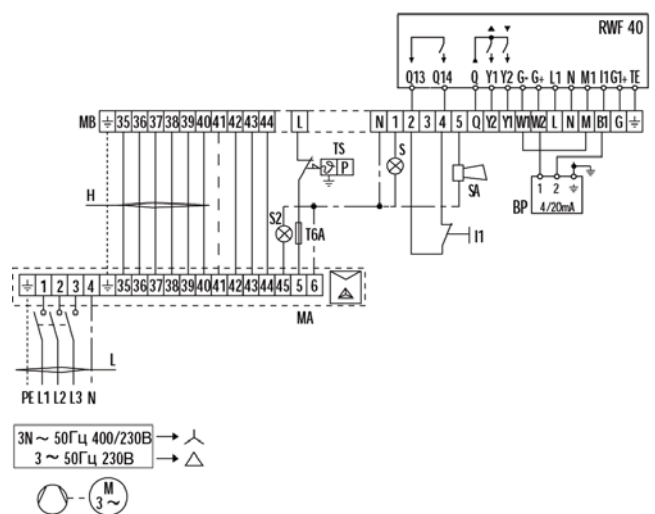 RWF 40
Q13 Q14 Q Y1 Y2 G- G+ L1 N M1 I1 G1+ TE
MB 35 36 37 38 39 40 41 42 43 44 L N 1 2 3 4 5 Q Y2 Y1 W1 W2 L N M B1 G
TS S
P
SA
1 2
BP 4/20mA
H
S2
T6A I1
1 2 3 4 35 36 37 38 39 40 41 42 43 44 45 5 6
MA
L
PE L1 L2 L3 N
3N ~ 50Гц 400/230В
3 ~ 50Гц 230В
M
3 ~